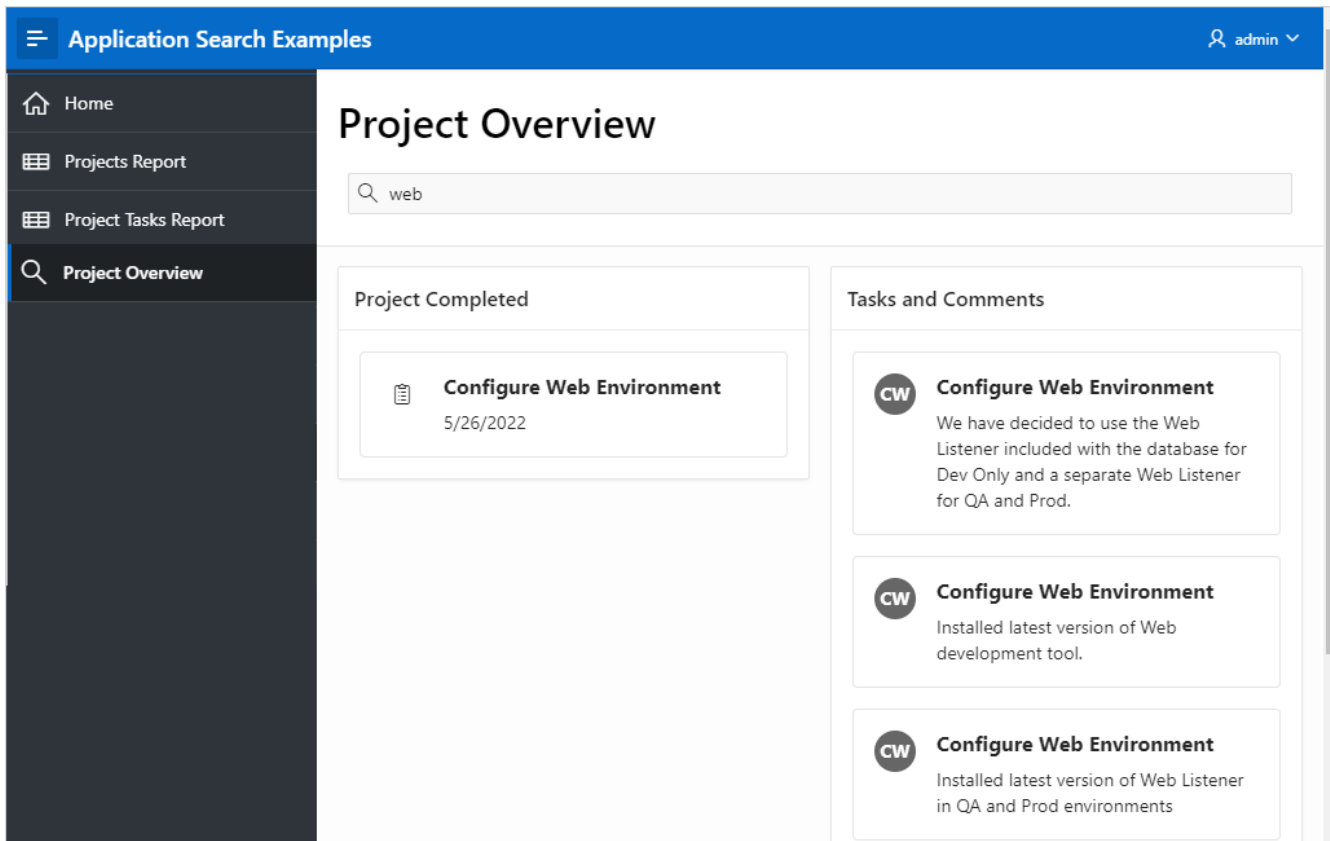 Application Search Examples
admin
Home
Projects Report
Project Tasks Report
Project Overview
Project Overview
web
Project Completed
Configure Web Environment
5/26/2022
Tasks and Comments
CW
Configure Web Environment
We have decided to use the Web
Listener included with the database for
Dev Only and a separate Web Listener
for QA and Prod.
CW
Configure Web Environment
Installed latest version of Web
development tool.
CW
Configure Web Environment
Installed latest version of Web Listener
in QA and Prod environments